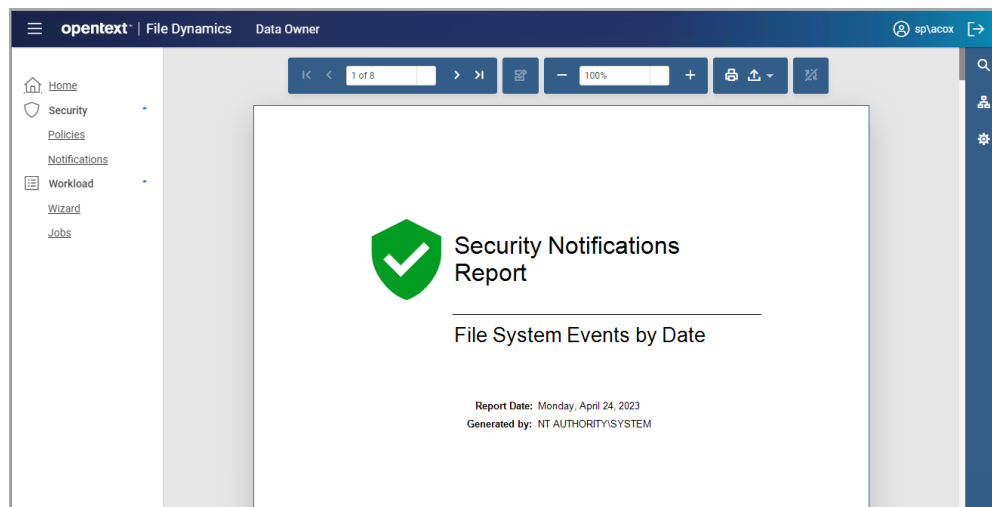 opentext™ | File Dynamics Data Owner sp\acox
1 of 8 100%
Home
Security
Policies
Notifications
Workload
Wizard
Jobs
Security Notifications
Report
File System Events by Date
Report Date: Monday, April 24, 2023
Generated by: NT AUTHORITY\SYSTEM